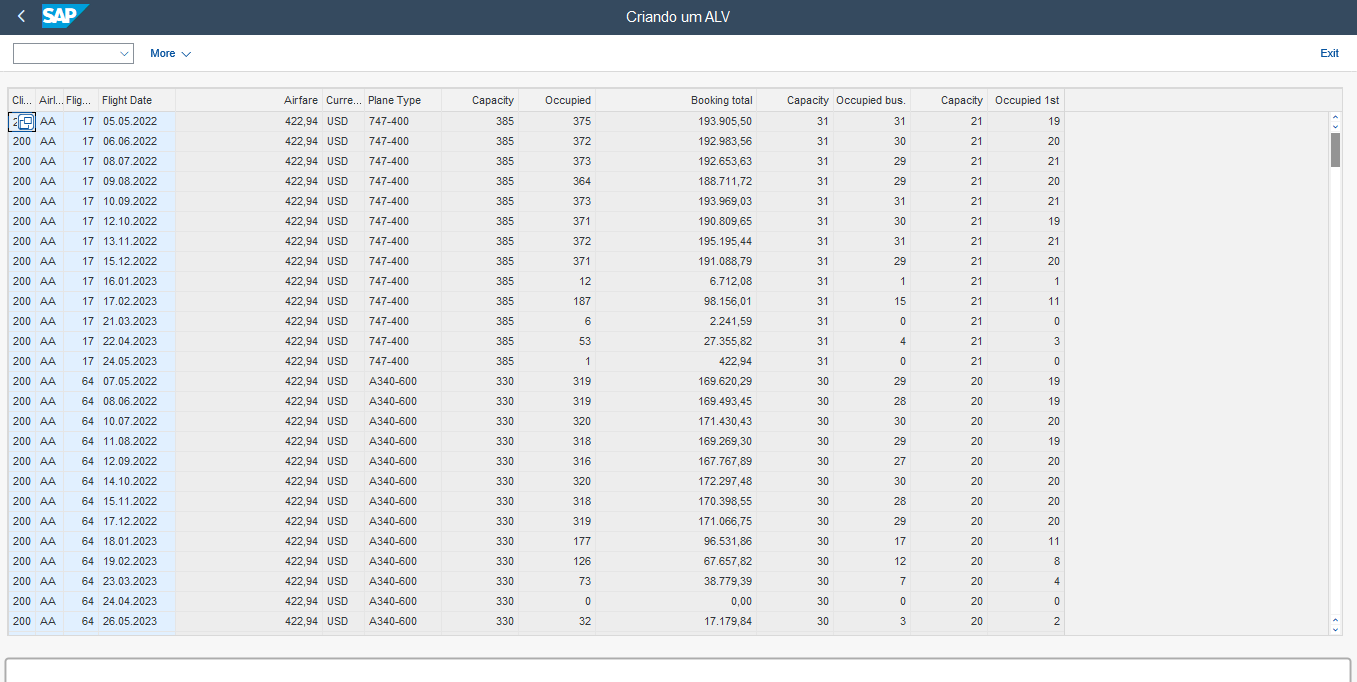 SAP Criando um ALV
More Exit
Cli... Airl... Flig... Flight Date Airfare Curre... Plane Type Capacity Occupied Booking total Capacity Occupied bus. Capacity Occupied 1st
AA 17 05.05.2022 422,94 USD 747-400 385 375 193.905,50 31 31 21 19
200 AA 17 06.06.2022 422,94 USD 747-400 385 372 192.983,56 31 30 21 20
200 AA 17 08.07.2022 422,94 USD 747-400 385 373 192.653,63 31 29 21 21
200 AA 17 09.08.2022 422,94 USD 747-400 385 364 188.711,72 31 29 21 20
200 AA 17 10.09.2022 422,94 USD 747-400 385 373 193.969,03 31 31 21 21
200 AA 17 12.10.2022 422,94 USD 747-400 385 371 190.809,65 31 30 21 19
200 AA 17 13.11.2022 422,94 USD 747-400 385 372 195.195,44 31 31 21 21
200 AA 17 15.12.2022 422,94 USD 747-400 385 371 191.088,79 31 29 21 20
200 AA 17 16.01.2023 422,94 USD 747-400 385 12 6.712,08 31 1 21 1
200 AA 17 17.02.2023 422,94 USD 747-400 385 187 98.156,01 31 15 21 11
200 AA 17 21.03.2023 422,94 USD 747-400 385 6 2.241,59 31 0 21 0
200 AA 17 22.04.2023 422,94 USD 747-400 385 53 27.355,82 31 4 21 3
200 AA 17 24.05.2023 422,94 USD 747-400 385 1 422,94 31 0 21 0
200 AA 64 07.05.2022 422,94 USD A340-600 330 319 169.620,29 30 29 20 19
200 AA 64 08.06.2022 422,94 USD A340-600 330 319 169.493,45 30 28 20 19
200 AA 64 10.07.2022 422,94 USD A340-600 330 320 171.430,43 30 30 20 20
200 AA 64 11.08.2022 422,94 USD A340-600 330 318 169.269,30 30 29 20 19
200 AA 64 12.09.2022 422,94 USD A340-600 330 316 167.767,89 30 27 20 20
200 AA 64 14.10.2022 422,94 USD A340-600 330 320 172.297,48 30 30 20 20
200 AA 64 15.11.2022 422,94 USD A340-600 330 318 170.398,55 30 28 20 20
200 AA 64 17.12.2022 422,94 USD A340-600 330 319 171.066,75 30 29 20 20
200 AA 64 18.01.2023 422,94 USD A340-600 330 177 96.531,86 30 17 20 11
200 AA 64 19.02.2023 422,94 USD A340-600 330 126 67.657,82 30 12 20 8
200 AA 64 23.03.2023 422,94 USD A340-600 330 73 38.779,39 30 7 20 4
200 AA 64 24.04.2023 422,94 USD A340-600 330 0 0,00 30 0 20 0
200 AA 64 26.05.2023 422,94 USD A340-600 330 32 17.179,84 30 3 20 2